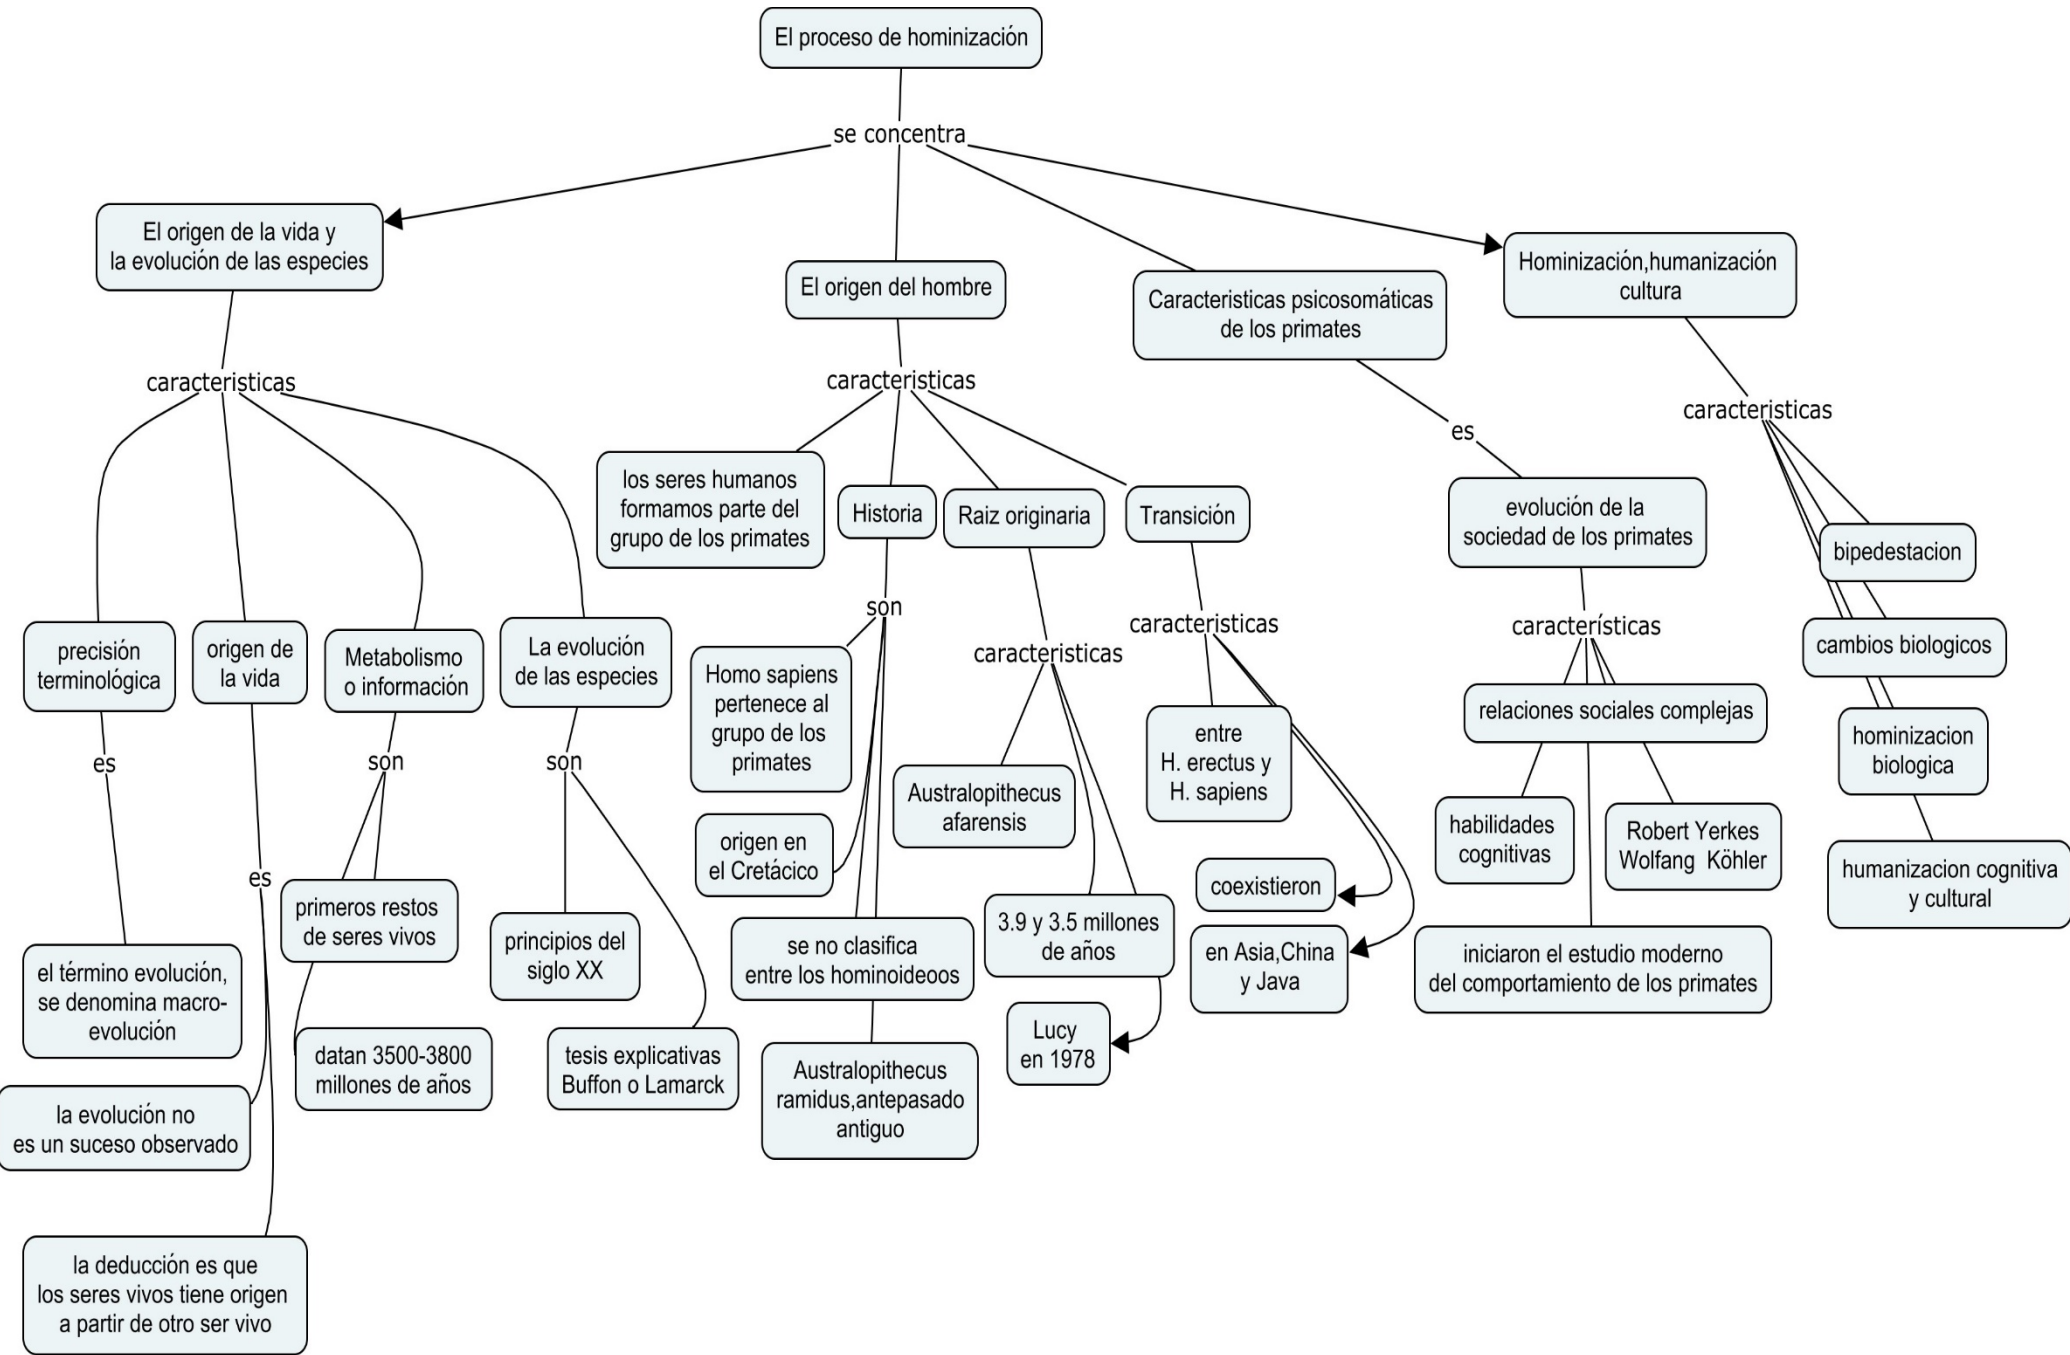 El proceso de hominización
se concentra
El origen de la vida y
la evolución de las especies
El origen del hombre
Caracteristicas psicosomáticas
de los primates
Hominización,humanización
cultura
caracteristicas
caracteristicas
es
caracteristicas
los seres humanos
formamos parte del
grupo de los primates
Historia
Raiz originaria
Transición
evolución de la
sociedad de los primates
bipedestacion
precisión
terminológica
origen de
la vida
Metabolismo
o información
La evolución
de las especies
son
caracteristicas
caracteristicas
características
cambios biologicos
Homo sapiens
pertenece al
grupo de los
primates
entre
H. erectus y
H. sapiens
relaciones sociales complejas
hominizacion
biologica
es
son
son
Australopithecus
afarensis
origen en
el Cretácico
habilidades
cognitivas
Robert Yerkes
Wolfang Köhler
humanizacion cognitiva
y cultural
es
primeros restos
de seres vivos
principios del
siglo XX
se no clasifica
entre los hominoideoos
3.9 y 3.5 millones
de años
coexistieron
en Asia,China
y Java
iniciaron el estudio moderno
del comportamiento de los primates
el término evolución,
se denomina macro-
evolución
datan 3500-3800
millones de años
tesis explicativas
Buffon o Lamarck
Australopithecus
ramidus,antepasado
antiguo
Lucy
en 1978
la evolución no
es un suceso observado
la deducción es que
los seres vivos tiene origen
a partir de otro ser vivo